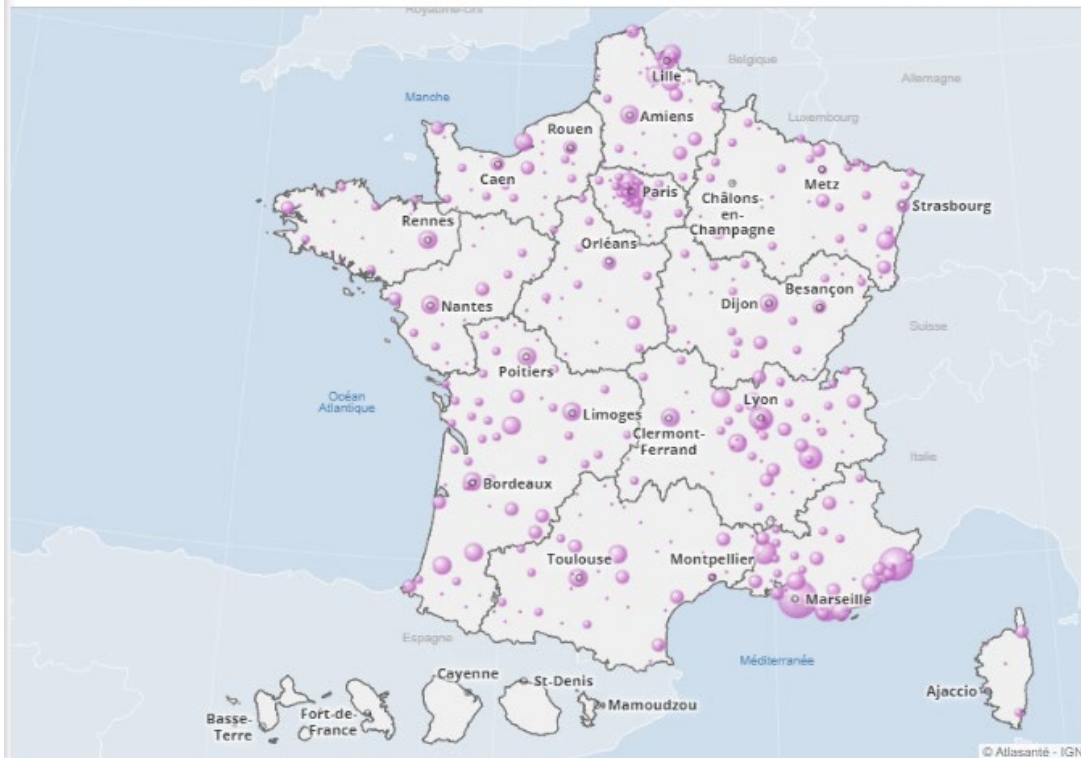 Royaume-Uni
Belgique
Lille
Allemagne
Manche
Amiens
Luxembourg
Rouen
Caen
Paris
Metz
Châlons-
en-
Champagne
Strasbourg
Rennes
Orléans
Nantes
Dijon
Besançon
Suisse
Poitiers
Océan
Atlantique
Limoges
Lyon
Clermont-
Ferrand
Italie
Bordeaux
Toulouse
Montpellier
Marseille
Espagne
Méditerranée
Cayenne
St-Denis
Ajaccio
Mamoudzou
Basse-
Terre
Fort-de-
France
© Atlasanté - IGN